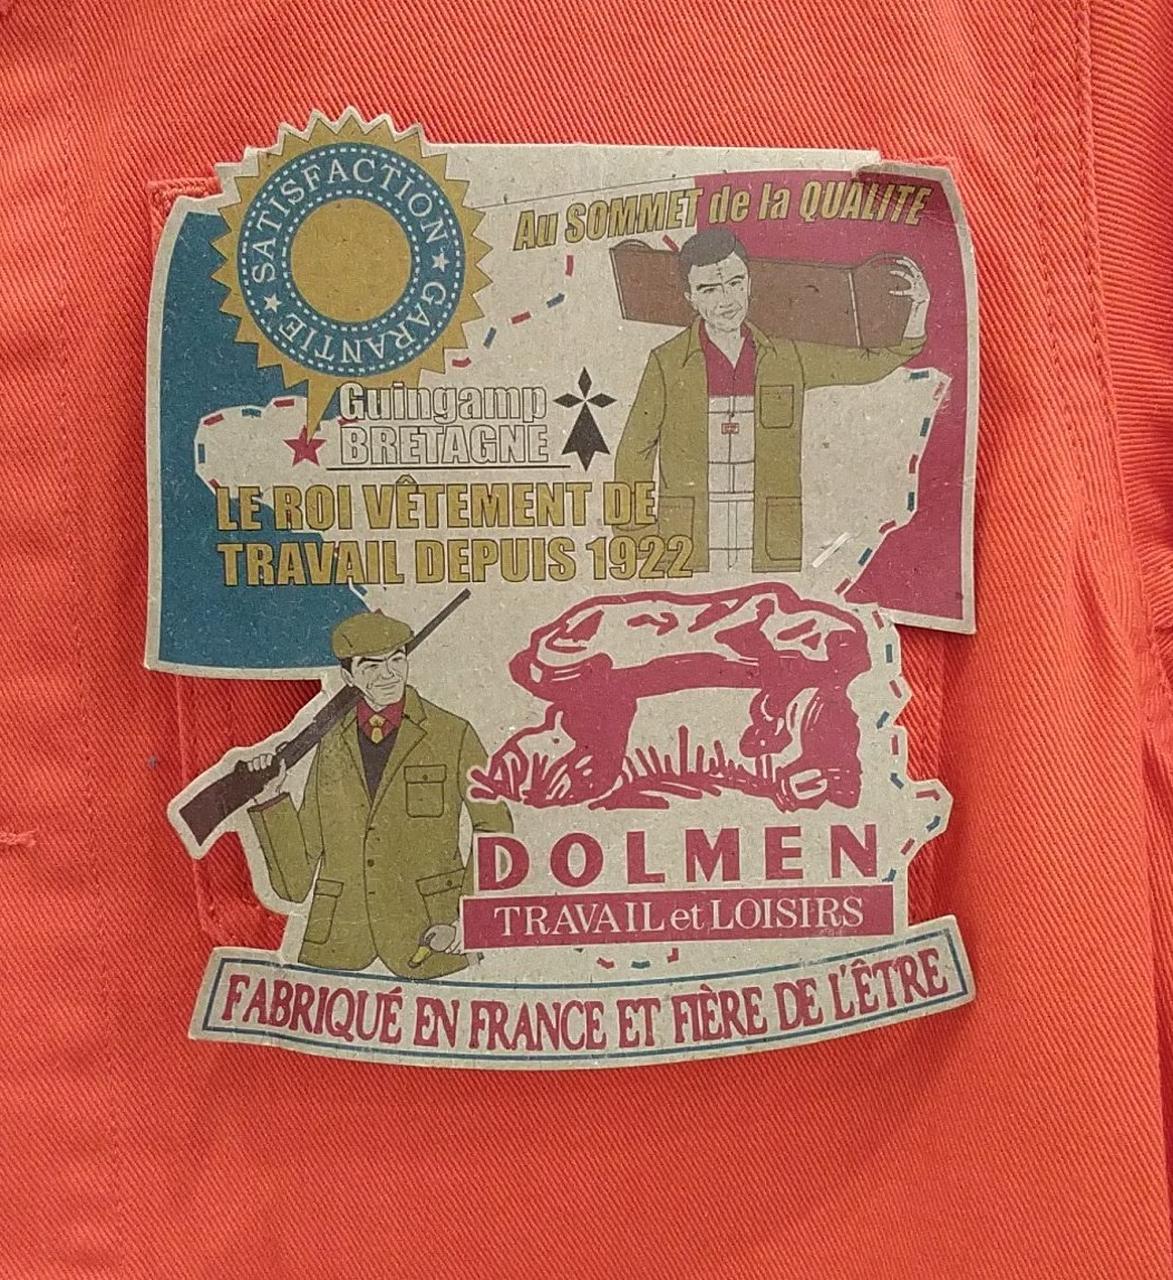 SATISFACTION ★ GARANTIE ★
Au SOMMET de la QUALITE
Guingamp
BRETAGNE
LE ROI VÊTEMENT DE
TRAVAIL DEPUIS 1922
DOLMEN
TRAVAIL et LOISIRS
FABRIQUÉ EN FRANCE ET FIÈRE DE L'ÊTRE